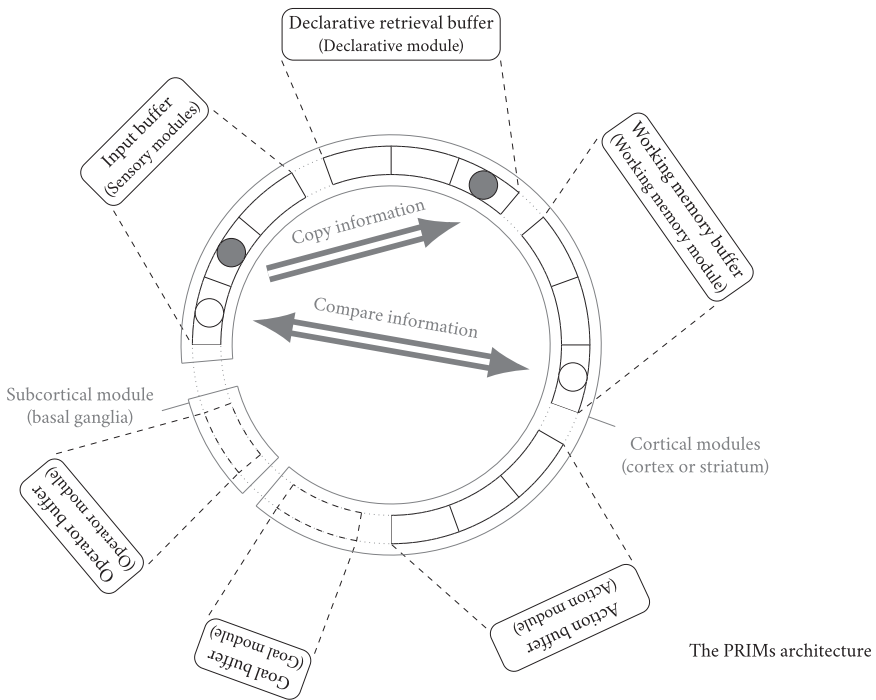 Declarative retrieval buffer
(Declarative module)
Input buffer
(Sensory modules)
Working memory buffer
(Working memory module)
Copy information
Compare information
Subcortical module
(basal ganglia)
Cortical modules
(cortex or striatum)
Operator buffer
(Operator module)
Goal buffer
(Goal module)
Action buffer
(Action module)
The PRIMs architecture